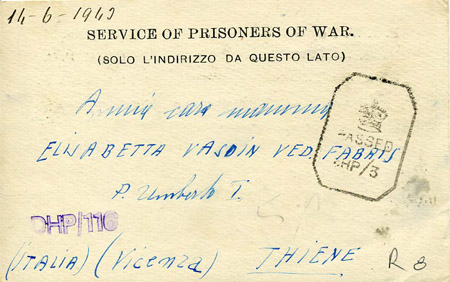 14-6-1943
SERVICE OF PRISONERS OF WAR.
(SOLO L'INDIRIZZO DA QUESTO LATO)
A mia cara mamma
ELISABETTA VASOIN VED. FABRIS
P. Umberto I.
PASSED
DHP/3
DHP/116
(ITALIA) (Vicenza) THIENE
R 8